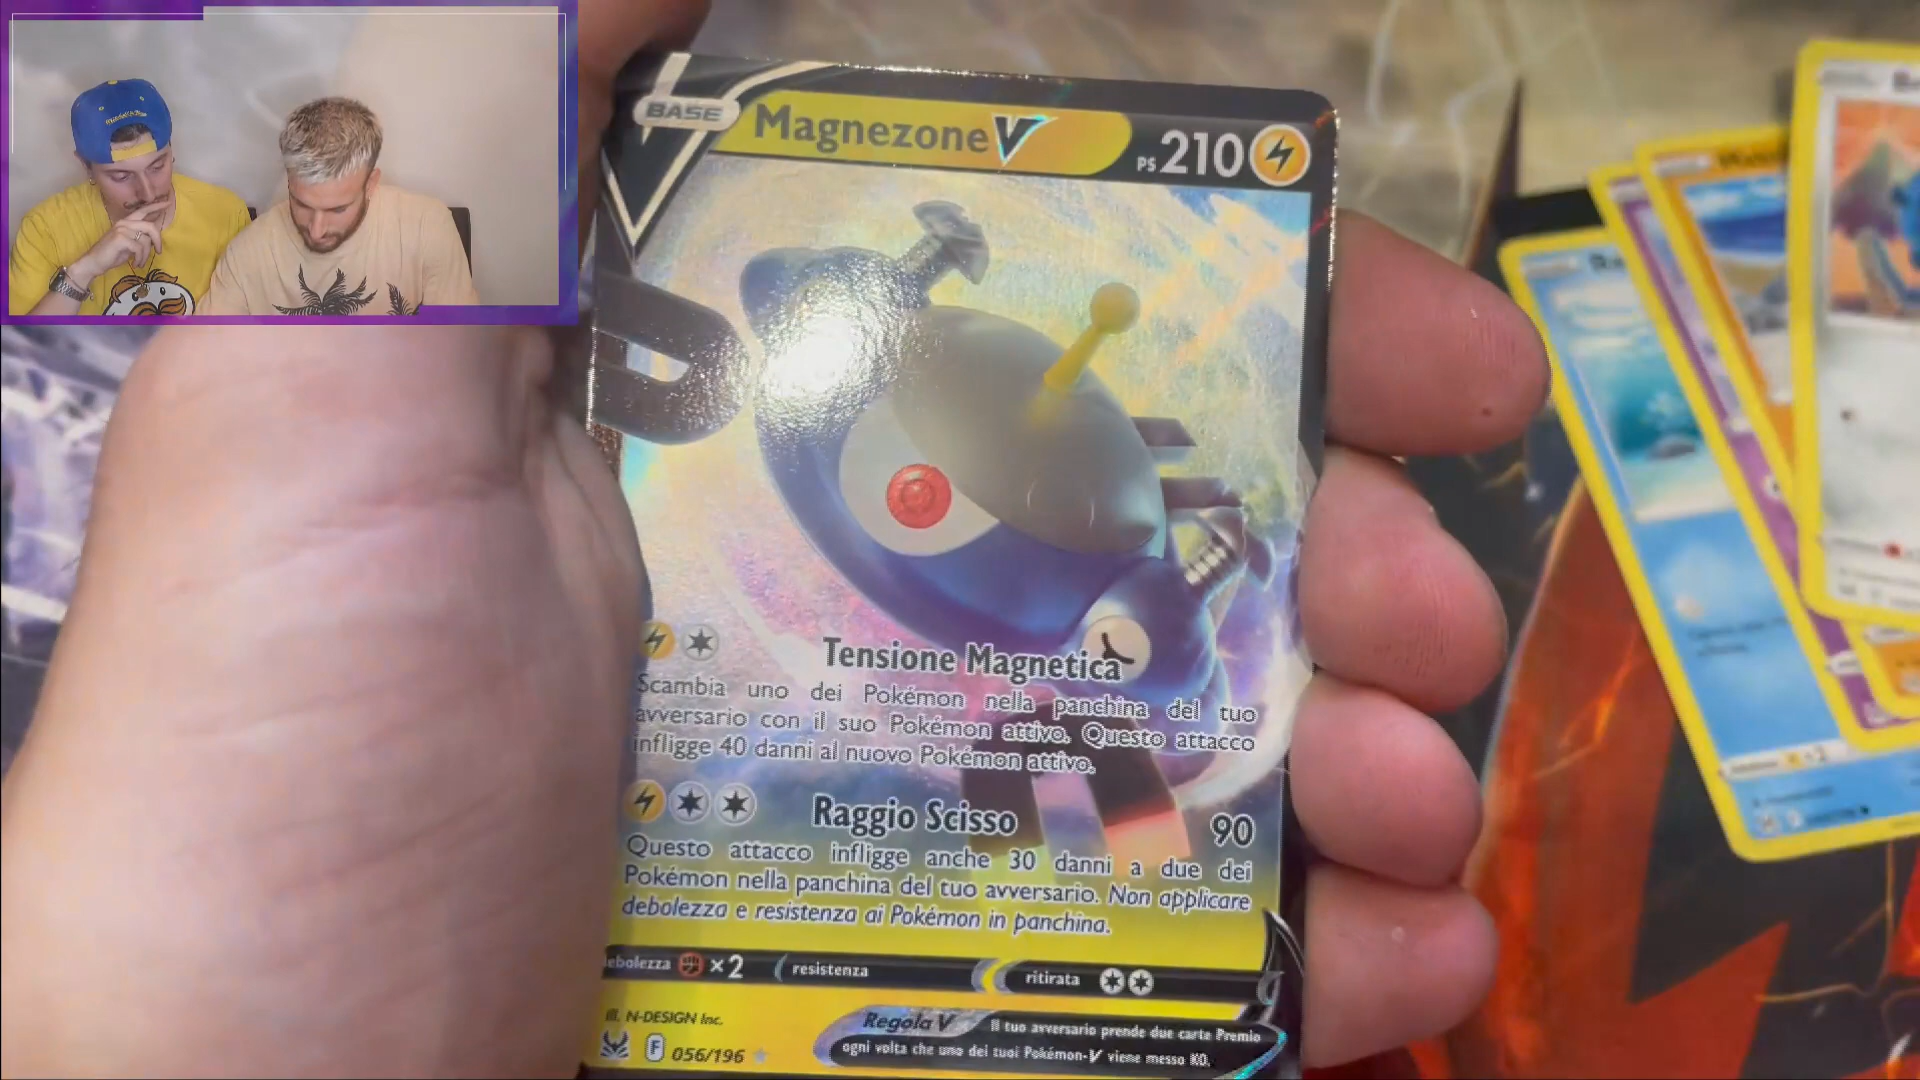 BASE
Magnezone V
PS 210
Tensione Magnetica
Scambia uno dei Pokémon nella panchina del tuo
avversario con il suo Pokémon attivo. Questo attacco
infligge 40 danni al nuovo Pokémon attivo.
Raggio Scisso 90
Questo attacco infligge anche 30 danni a due dei
Pokémon nella panchina del tuo avversario. Non applicare
debolezza e resistenza ai Pokémon in panchina.
debolezza ×2 resistenza ritirata
ill. N-DESIGN Inc.
Regola V Il tuo avversario prende due carte Premio
ogni volta che uno dei tuoi Pokémon-V viene messo KO.
F 056/196